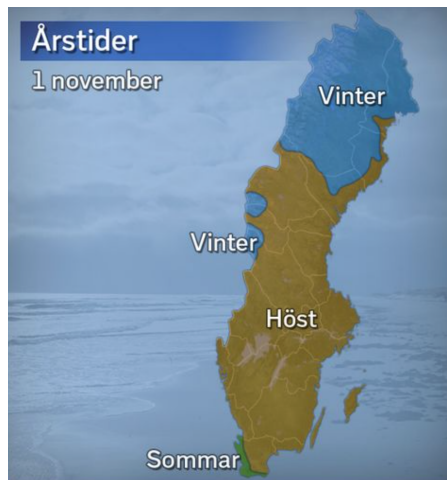 Årstider
1 november
Vinter
Vinter
Höst
Sommar